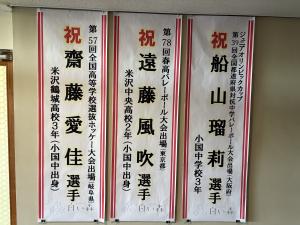 ジュニアオリンピックカップ
第39回全国都道府県対抗中学バレーボール大会出場(大阪府)
祝 船山瑠莉選手
小国中学校3年
第78回春高バレーボール大会出場(東京都)
祝 遠藤風吹選手
米沢中央高校2年(小国中出身)
第57回全国高等学校選抜ホッケー大会出場(岐阜県)
祝 齋藤愛佳選手
米沢鶴城高校3年(小国中出身)